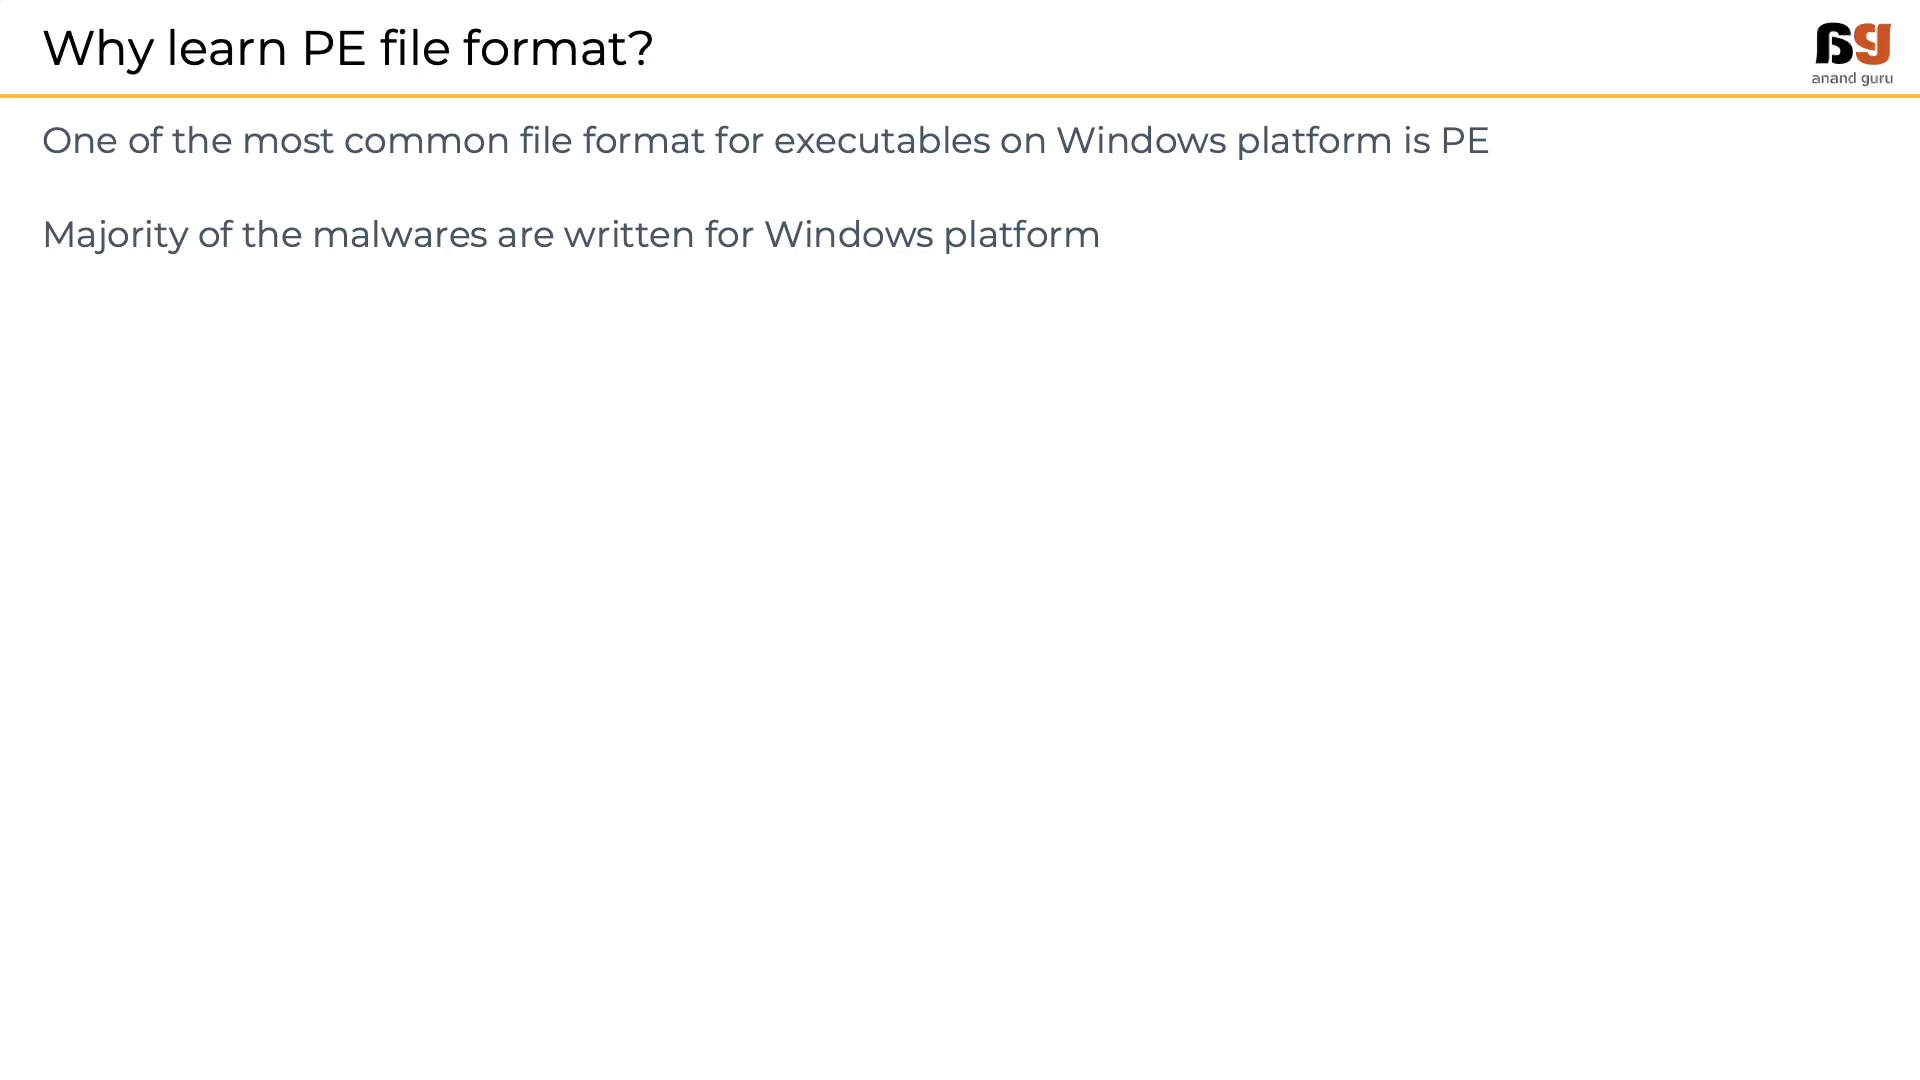 Why learn PE file format?
anand guru
One of the most common file format for executables on Windows platform is PE
Majority of the malwares are written for Windows platform